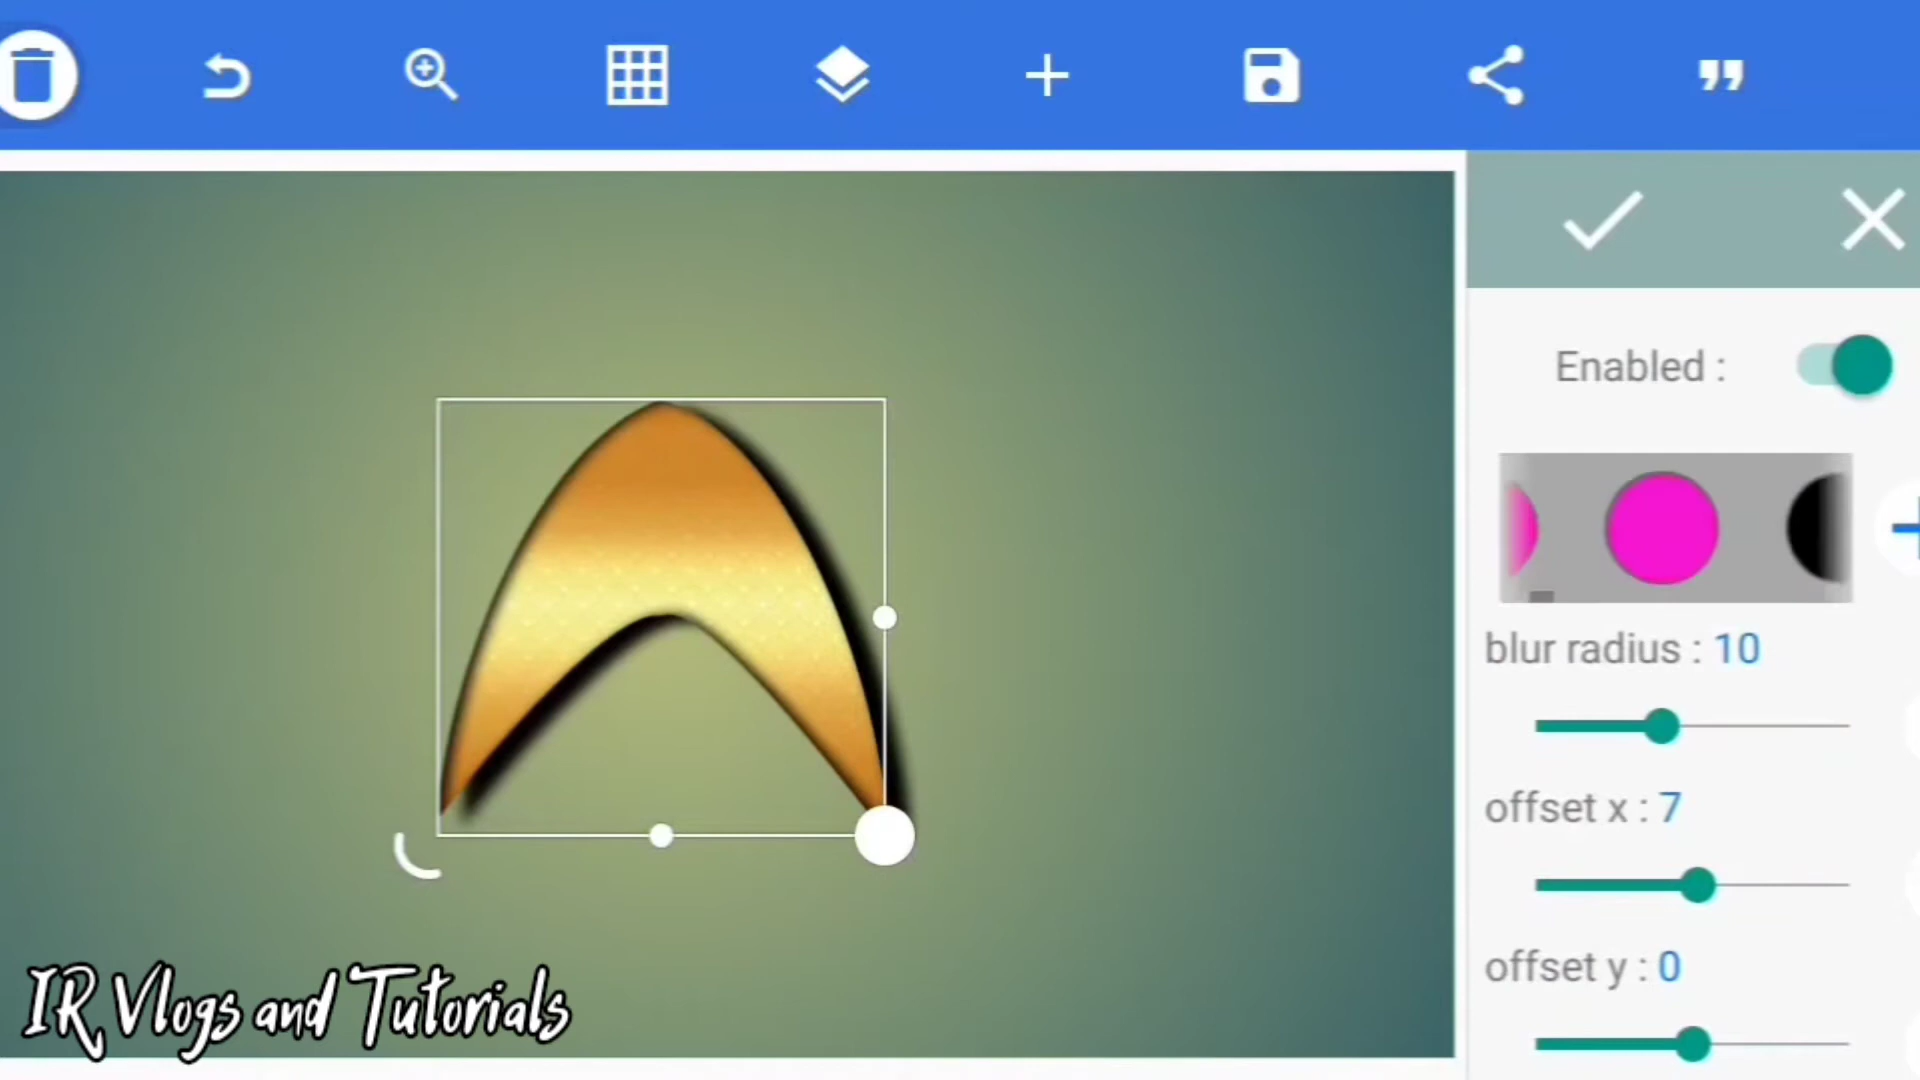 Enabled :
blur radius : 10
offset x : 7
offset y : 0
IR Vlogs and Tutorials